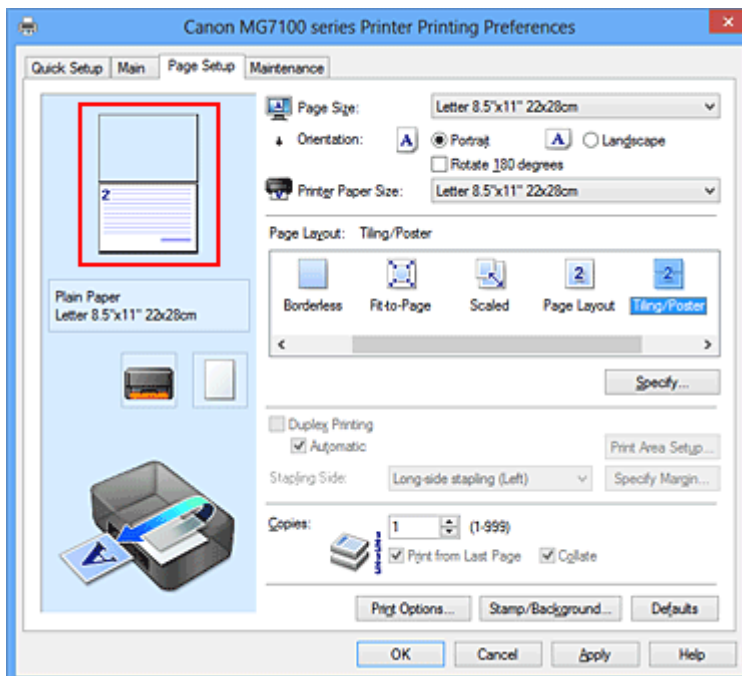 Canon MG7100 series Printer Printing Preferences
Quick Setup Main Page Setup Maintenance
Page Size: Letter 8.5"x11" 22x28cm
Orientation: A Portrait A Landscape
Rotate 180 degrees
Printer Paper Size: Letter 8.5"x11" 22x28cm
2
Plain Paper
Letter 8.5"x11" 22x28cm
Page Layout: Tiling/Poster
2 2
Borderless Fit-to-Page Scaled Page Layout Tiling/Poster
Specify...
Duplex Printing
Automatic Print Area Setup...
Stapling Side: Long-side stapling (Left) Specify Margin...
Copies: 1 (1-999)
Print from Last Page Collate
A
Print Options... Stamp/Background... Defaults
OK Cancel Apply Help